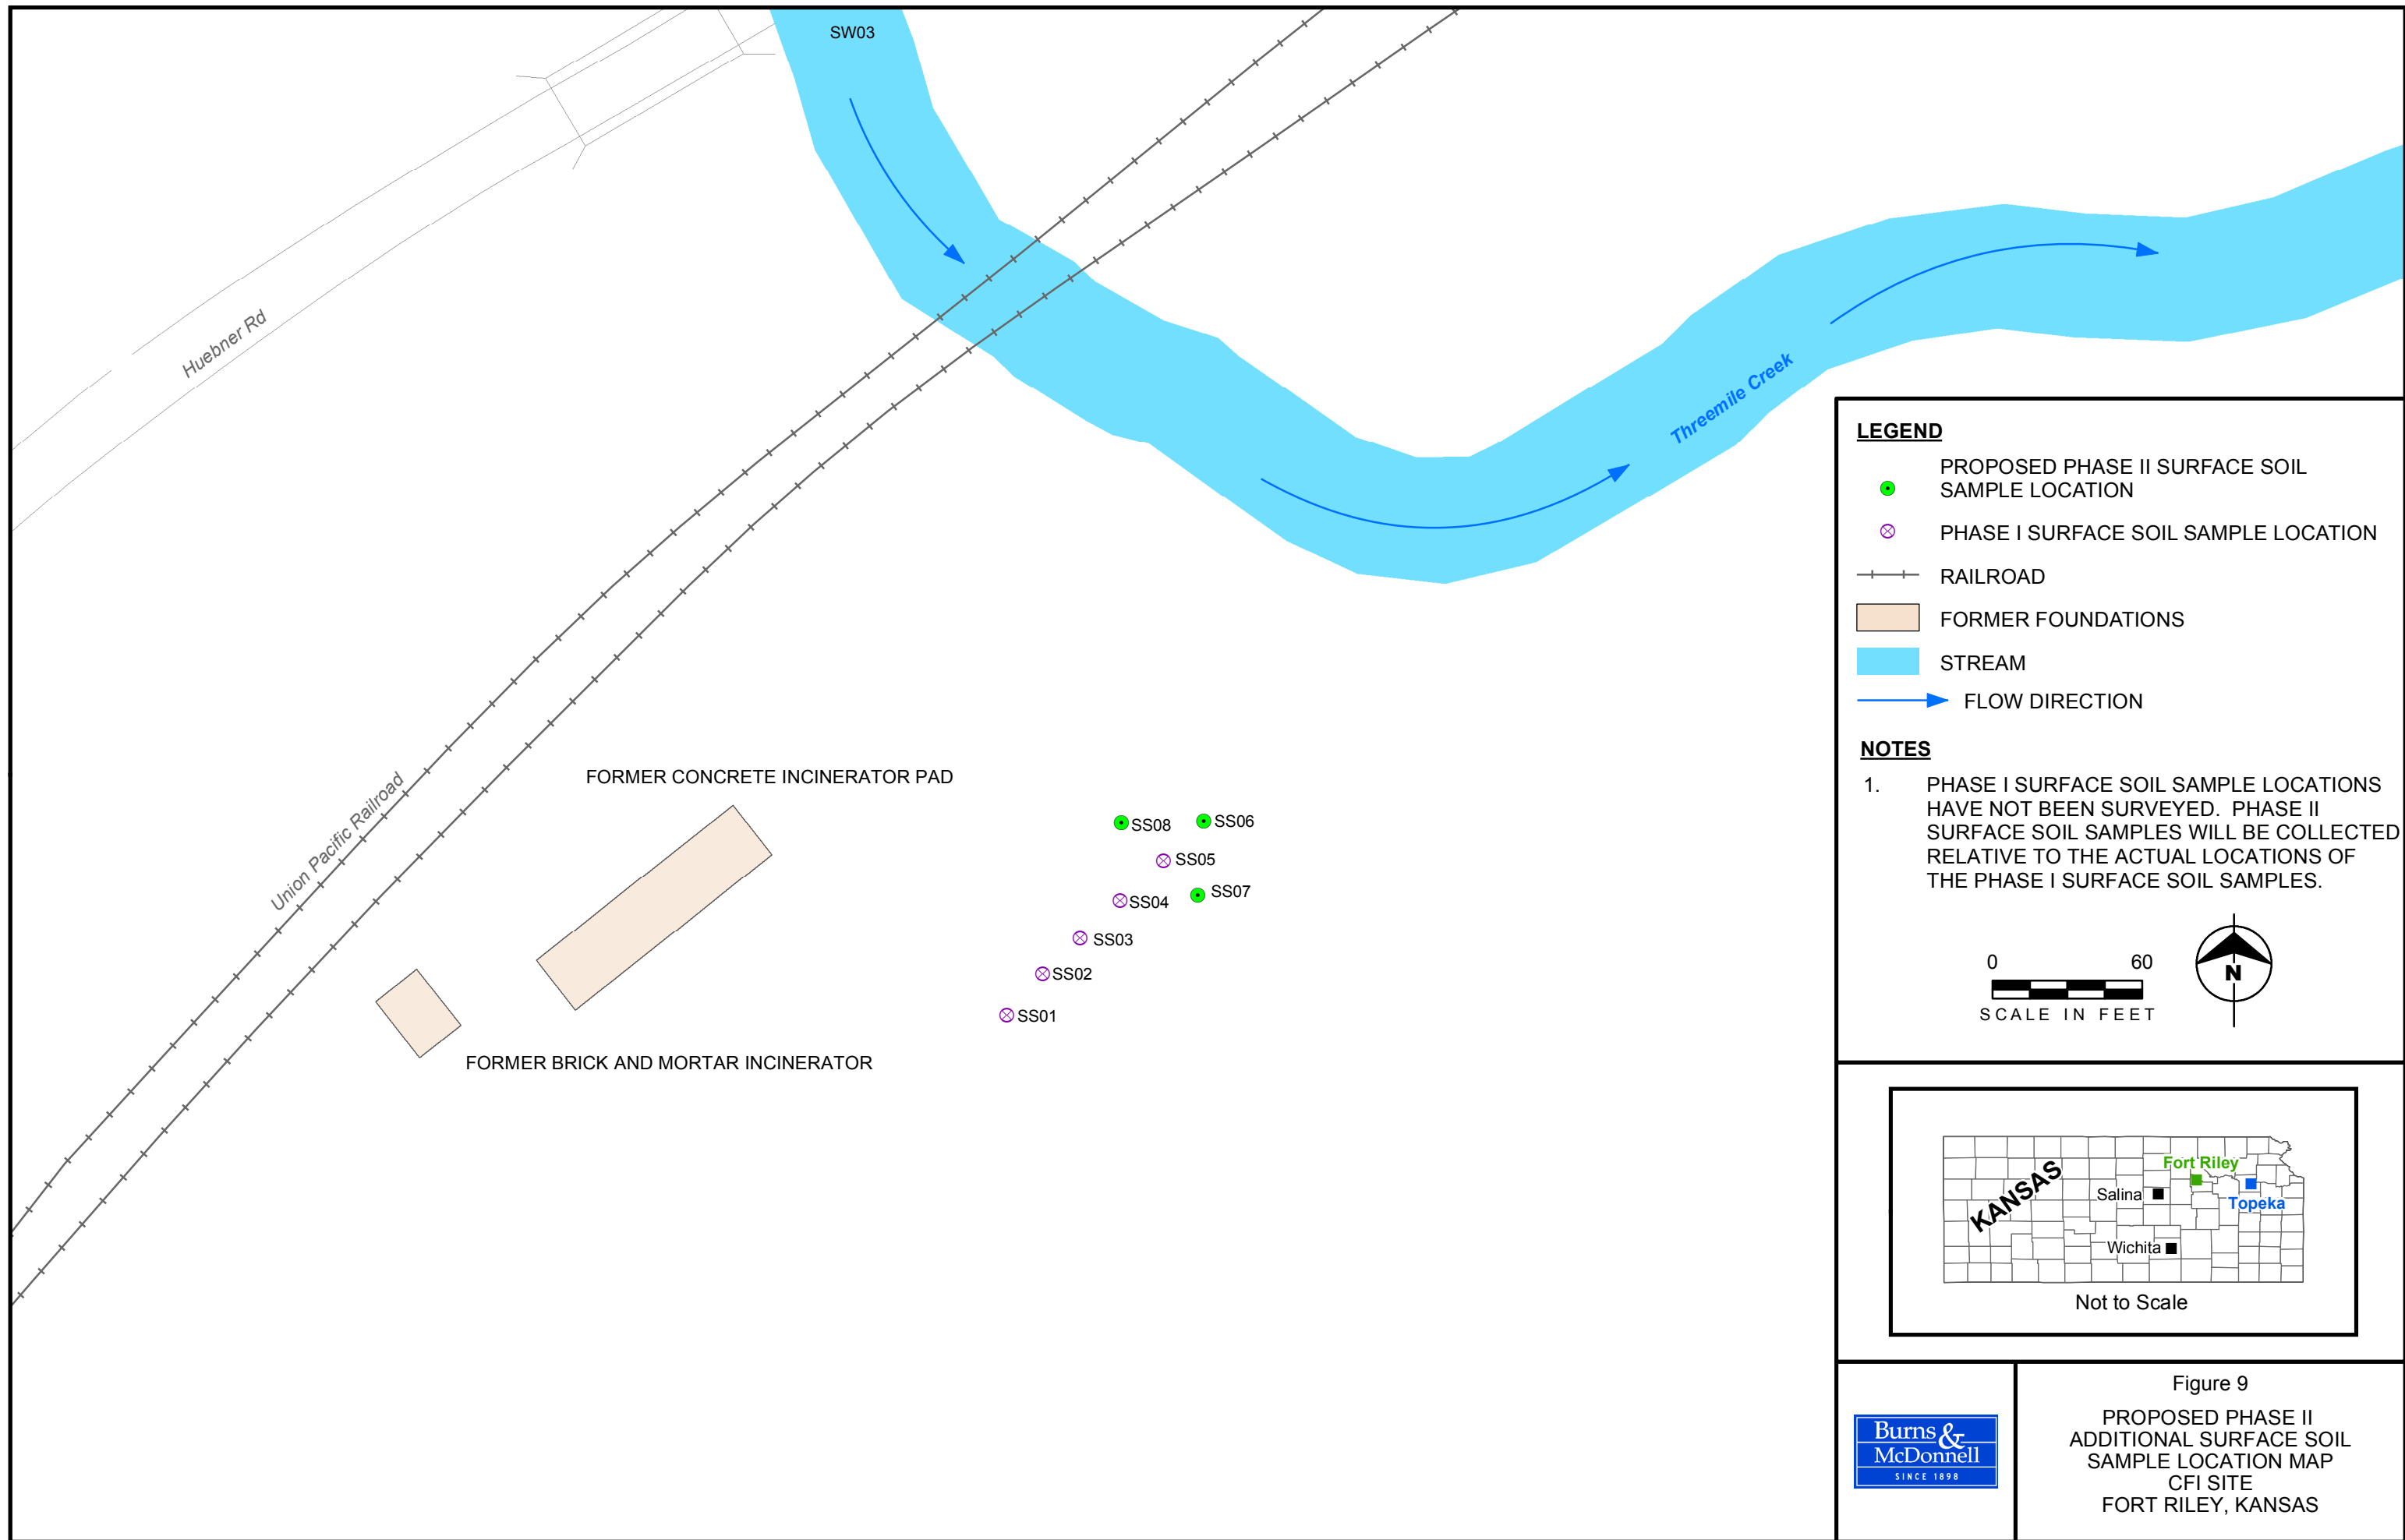 SW03
Huebner Rd
Threemile Creek
Union Pacific Railroad
FORMER CONCRETE INCINERATOR PAD
SS08
SS06
SS05
SS07
SS04
SS03
SS02
SS01
FORMER BRICK AND MORTAR INCINERATOR
LEGEND
PROPOSED PHASE II SURFACE SOIL
SAMPLE LOCATION
PHASE I SURFACE SOIL SAMPLE LOCATION
RAILROAD
FORMER FOUNDATIONS
STREAM
FLOW DIRECTION
NOTES
1. PHASE I SURFACE SOIL SAMPLE LOCATIONS
HAVE NOT BEEN SURVEYED. PHASE II
SURFACE SOIL SAMPLES WILL BE COLLECTED
RELATIVE TO THE ACTUAL LOCATIONS OF
THE PHASE I SURFACE SOIL SAMPLES.
0 60
SCALE IN FEET
N
KANSAS
Fort Riley
Salina
Topeka
Wichita
Not to Scale
Burns &
McDonnell
SINCE 1898
Figure 9
PROPOSED PHASE II
ADDITIONAL SURFACE SOIL
SAMPLE LOCATION MAP
CFI SITE
FORT RILEY, KANSAS